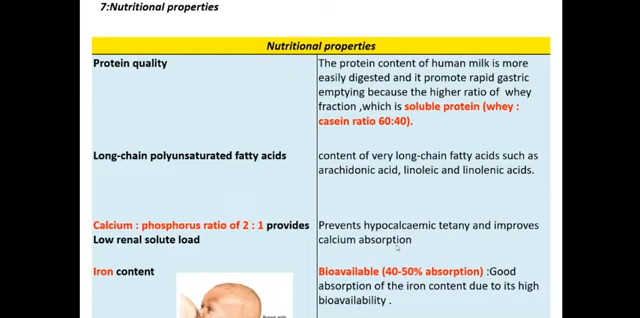 7:Nutritional properties
Nutritional properties
Protein quality
The protein content of human milk is more
easily digested and it promote rapid gastric
emptying because the higher ratio of whey
fraction ,which is soluble protein (whey :
casein ratio 60:40).
Long-chain polyunsaturated fatty acids
content of very long-chain fatty acids such as
arachidonic acid, linoleic and linolenic acids.
Calcium : phosphorus ratio of 2 : 1 provides
Low renal solute load
Prevents hypocalcaemic tetany and improves
calcium absorption
Iron content
Bioavailable (40-50% absorption) :Good
absorption of the iron content due to its high
bioavailability .